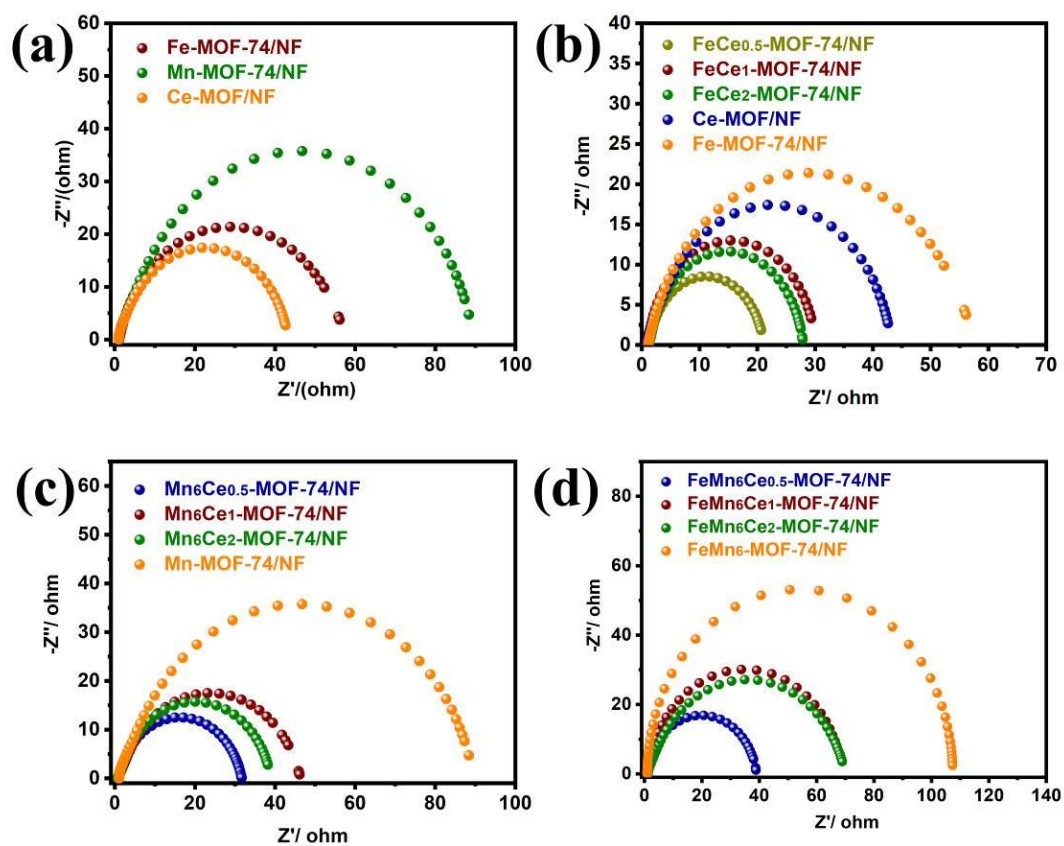 (a)
Fe-MOF-74/NF
Mn-MOF-74/NF
Ce-MOF/NF
-Z''/(ohm)
60
50
40
30
20
10
0
0 20 40 60 80 100
Z'/(ohm)
(b)
FeCe0.5-MOF-74/NF
FeCe1-MOF-74/NF
FeCe2-MOF-74/NF
Ce-MOF/NF
Fe-MOF-74/NF
-Z''/ ohm
40
35
30
25
20
15
10
5
0
0 10 20 30 40 50 60 70
Z'/ ohm
(c)
Mn6Ce0.5-MOF-74/NF
Mn6Ce1-MOF-74/NF
Mn6Ce2-MOF-74/NF
Mn-MOF-74/NF
-Z''/ ohm
60
50
40
30
20
10
0
0 20 40 60 80 100
Z'/ ohm
(d)
FeMn6Ce0.5-MOF-74/NF
FeMn6Ce1-MOF-74/NF
FeMn6Ce2-MOF-74/NF
FeMn6-MOF-74/NF
-Z''/ ohm
80
60
40
20
0
0 20 40 60 80 100 120 140
Z'/ ohm